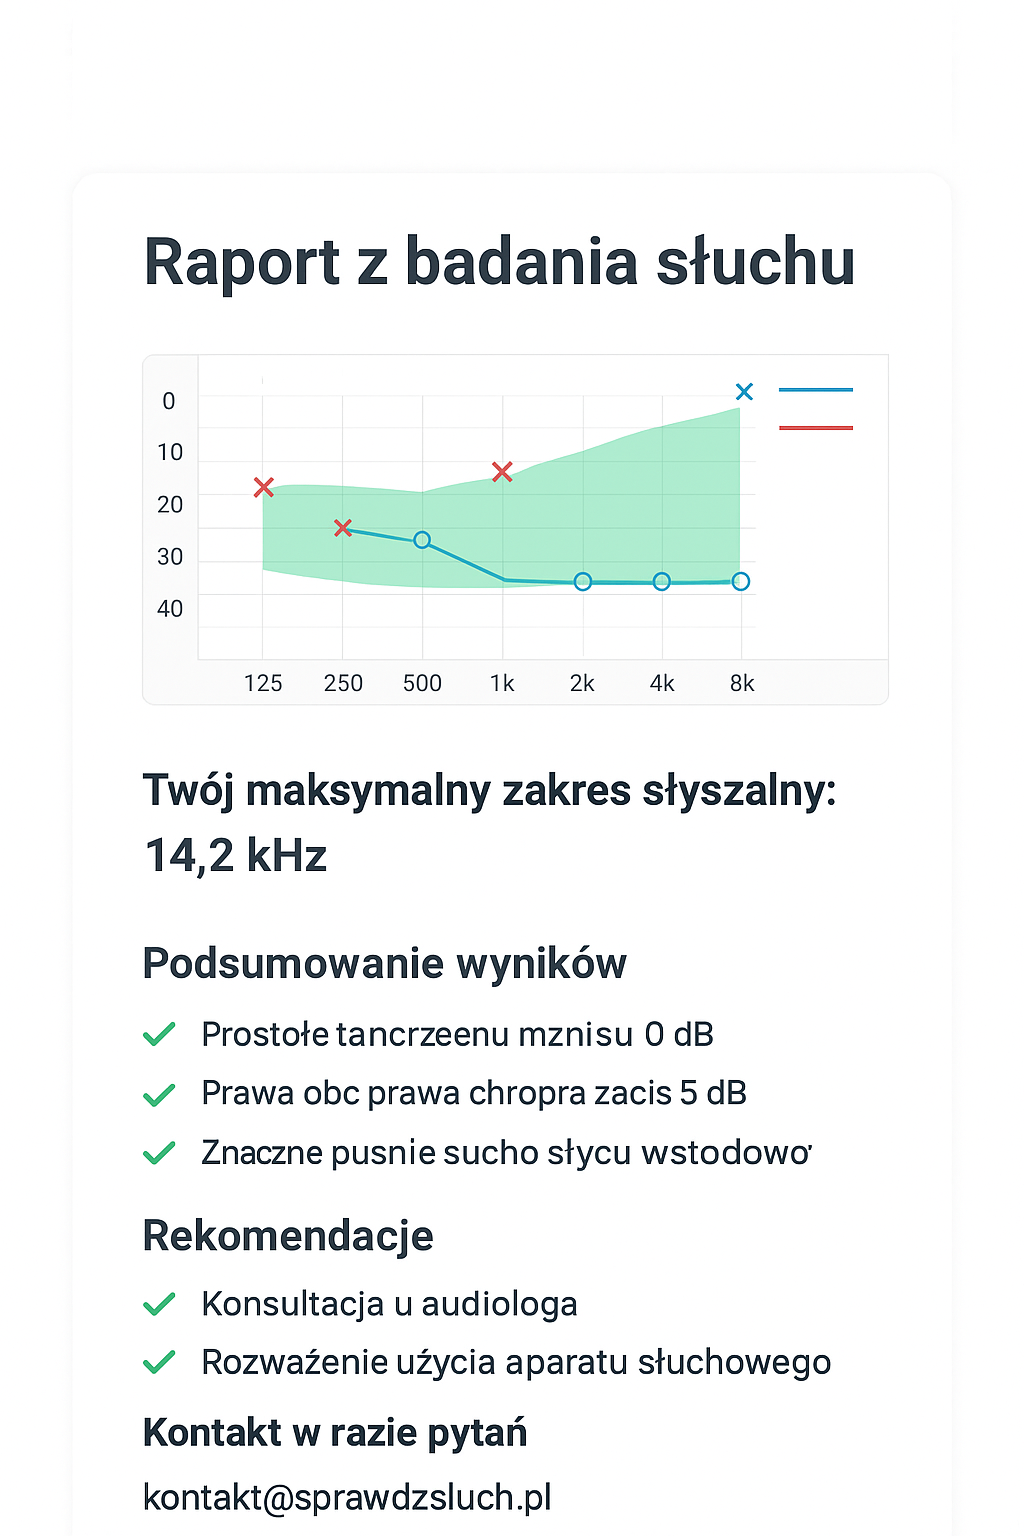 Raport z badania słuchu
0
10
20
30
40
125 250 500 1k 2k 4k 8k
Twój maksymalny zakres słyszalny:
14,2 kHz
Podsumowanie wyników
Prostołe tancrzeenu mznisu 0 dB
Prawa obc prawa chropra zacis 5 dB
Znaczne pusnie sucho słycu wstodowo'
Rekomendacje
Konsultacja u audiologa
Rozwaźenie uźycia aparatu słuchowego
Kontakt w razie pytań
kontakt@sprawdzsluch.pl